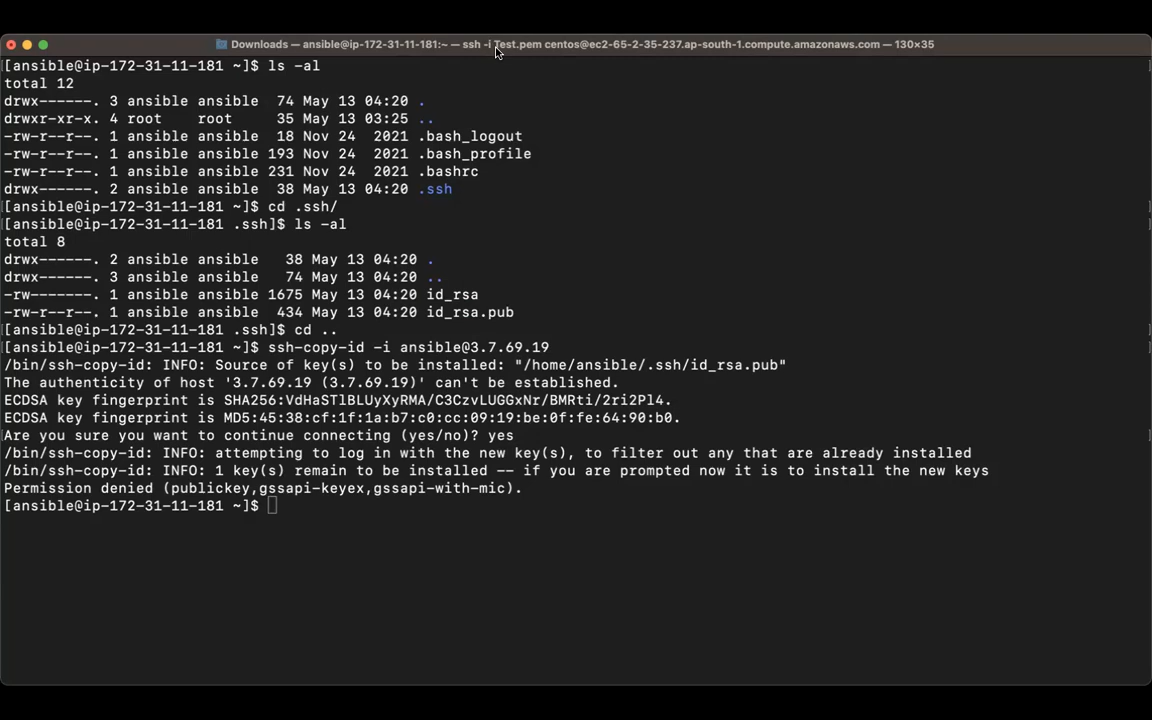 Downloads — ansible@ip-172-31-11-181:~ — ssh -i Test.pem centos@ec2-65-2-35-237.ap-south-1.compute.amazonaws.com — 130×35
[ansible@ip-172-31-11-181 ~]$ ls -al
total 12
drwx------. 3 ansible ansible  74 May 13 04:20 .
drwxr-xr-x. 4 root    root     35 May 13 03:25 ..
-rw-r--r--. 1 ansible ansible  18 Nov 24  2021 .bash_logout
-rw-r--r--. 1 ansible ansible 193 Nov 24  2021 .bash_profile
-rw-r--r--. 1 ansible ansible 231 Nov 24  2021 .bashrc
drwx------. 2 ansible ansible  38 May 13 04:20 .ssh
[ansible@ip-172-31-11-181 ~]$ cd .ssh/
[ansible@ip-172-31-11-181 .ssh]$ ls -al
total 8
drwx------. 2 ansible ansible   38 May 13 04:20 .
drwx------. 3 ansible ansible   74 May 13 04:20 ..
-rw-------. 1 ansible ansible 1675 May 13 04:20 id_rsa
-rw-r--r--. 1 ansible ansible  434 May 13 04:20 id_rsa.pub
[ansible@ip-172-31-11-181 .ssh]$ cd ..
[ansible@ip-172-31-11-181 ~]$ ssh-copy-id -i ansible@3.7.69.19
/bin/ssh-copy-id: INFO: Source of key(s) to be installed: "/home/ansible/.ssh/id_rsa.pub"
The authenticity of host '3.7.69.19 (3.7.69.19)' can't be established.
ECDSA key fingerprint is SHA256:VdHaSTlBLUyXyRMA/C3CzvLUGGxNr/BMRti/2ri2Pl4.
ECDSA key fingerprint is MD5:45:38:cf:1f:1a:b7:c0:cc:09:19:be:0f:fe:64:90:b0.
Are you sure you want to continue connecting (yes/no)? yes
/bin/ssh-copy-id: INFO: attempting to log in with the new key(s), to filter out any that are already installed
/bin/ssh-copy-id: INFO: 1 key(s) remain to be installed -- if you are prompted now it is to install the new keys
Permission denied (publickey,gssapi-keyex,gssapi-with-mic).
[ansible@ip-172-31-11-181 ~]$